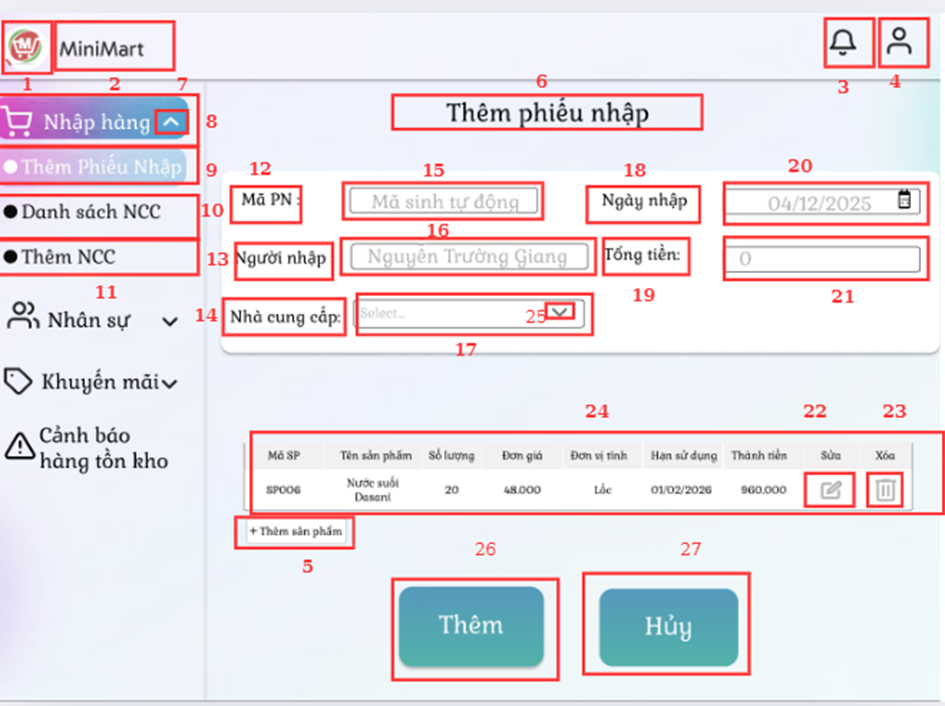 M
MiniMart
1
2
7
3
4
6
Thêm phiếu nhập
Nhập hàng
8
Thêm Phiếu Nhập
9
Danh sách NCC
10
Thêm NCC
11
Nhân sự
Khuyến mãi
Cảnh báo
hàng tồn kho
12
15
18
20
Mã PN :
Mã sinh tự động
Ngày nhập
04/12/2025
16
13
Người nhập
Nguyễn Trường Giang
Tổng tiền:
0
19
21
14
Nhà cung cấp:
Select...
25
17
24
22
23
Mã SP Tên sản phẩm Số lượng Đơn giá Đơn vị tính Hạn sử dụng Thành tiền Sửa Xóa
SP006 Nước suối Dasani 20 48.000 Lốc 01/02/2026 960.000
+ Thêm sản phẩm
5
26
27
Thêm
Hủy